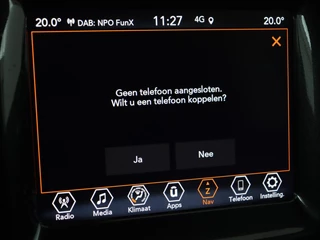 20.0° DAB: NPO FunX 11:27 4G 20.0°
Geen telefoon aangesloten.
Wilt u een telefoon koppelen?
Ja Nee
Radio Media Klimaat Apps Nav Telefoon Instelling.